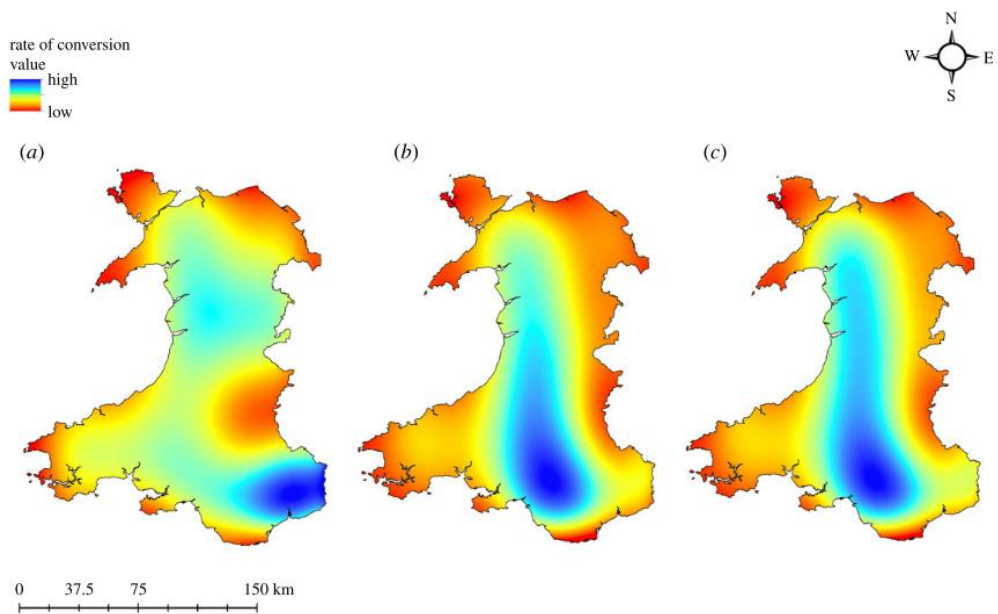 rate of conversion
value
high
low
N
W E
S
(a)
(b)
(c)
0 37.5 75 150 km